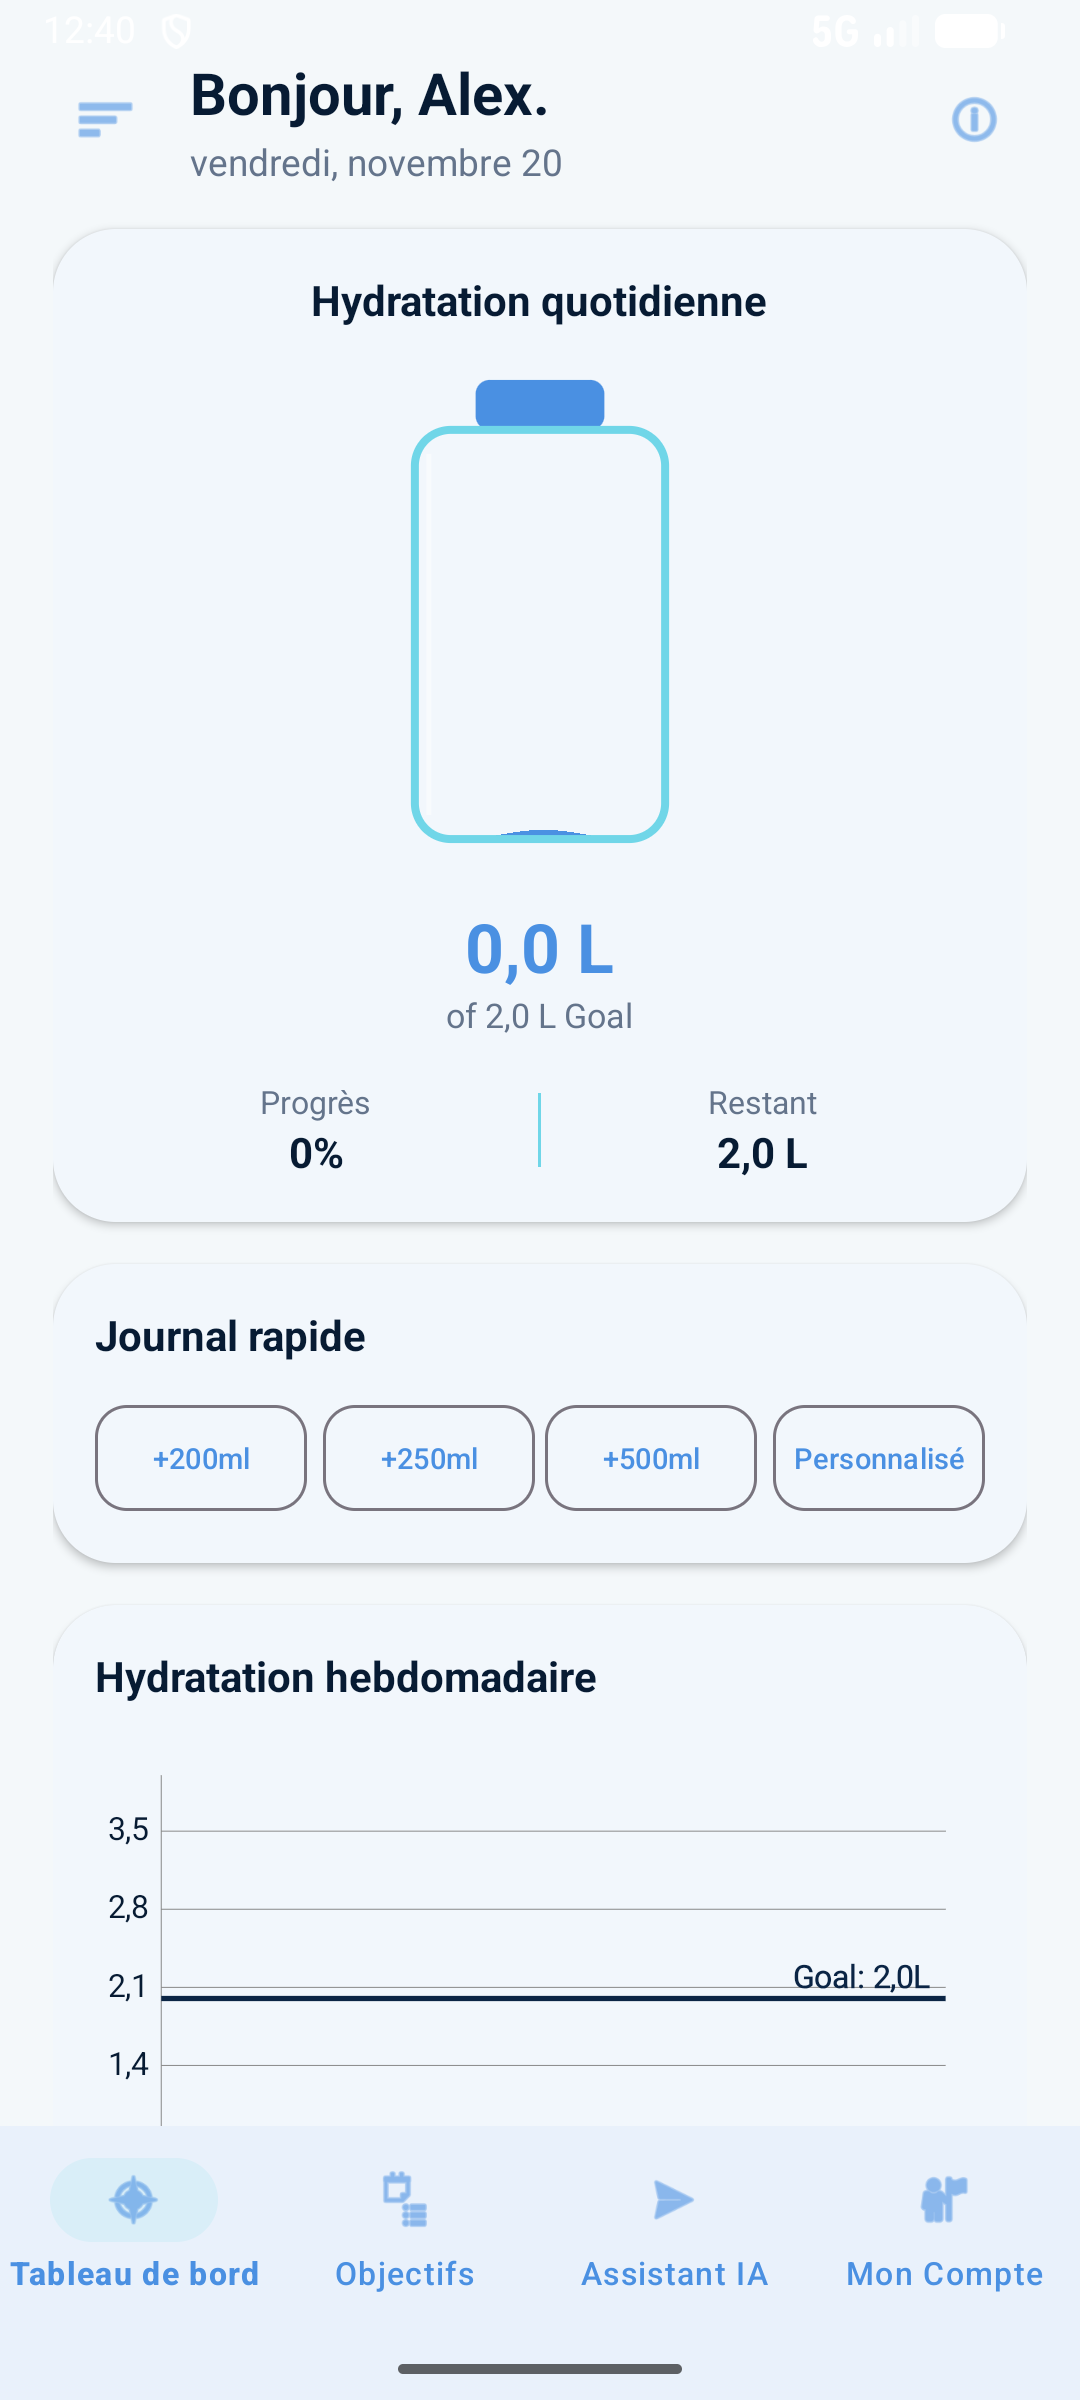 12:40
5G
Bonjour, Alex.
vendredi, novembre 20
Hydratation quotidienne
0,0 L
of 2,0 L Goal
Progrès
0%
Restant
2,0 L
Journal rapide
+200ml
+250ml
+500ml
Personnalisé
Hydratation hebdomadaire
3,5
2,8
2,1
Goal: 2,0L
1,4
Tableau de bord
Objectifs
Assistant IA
Mon Compte